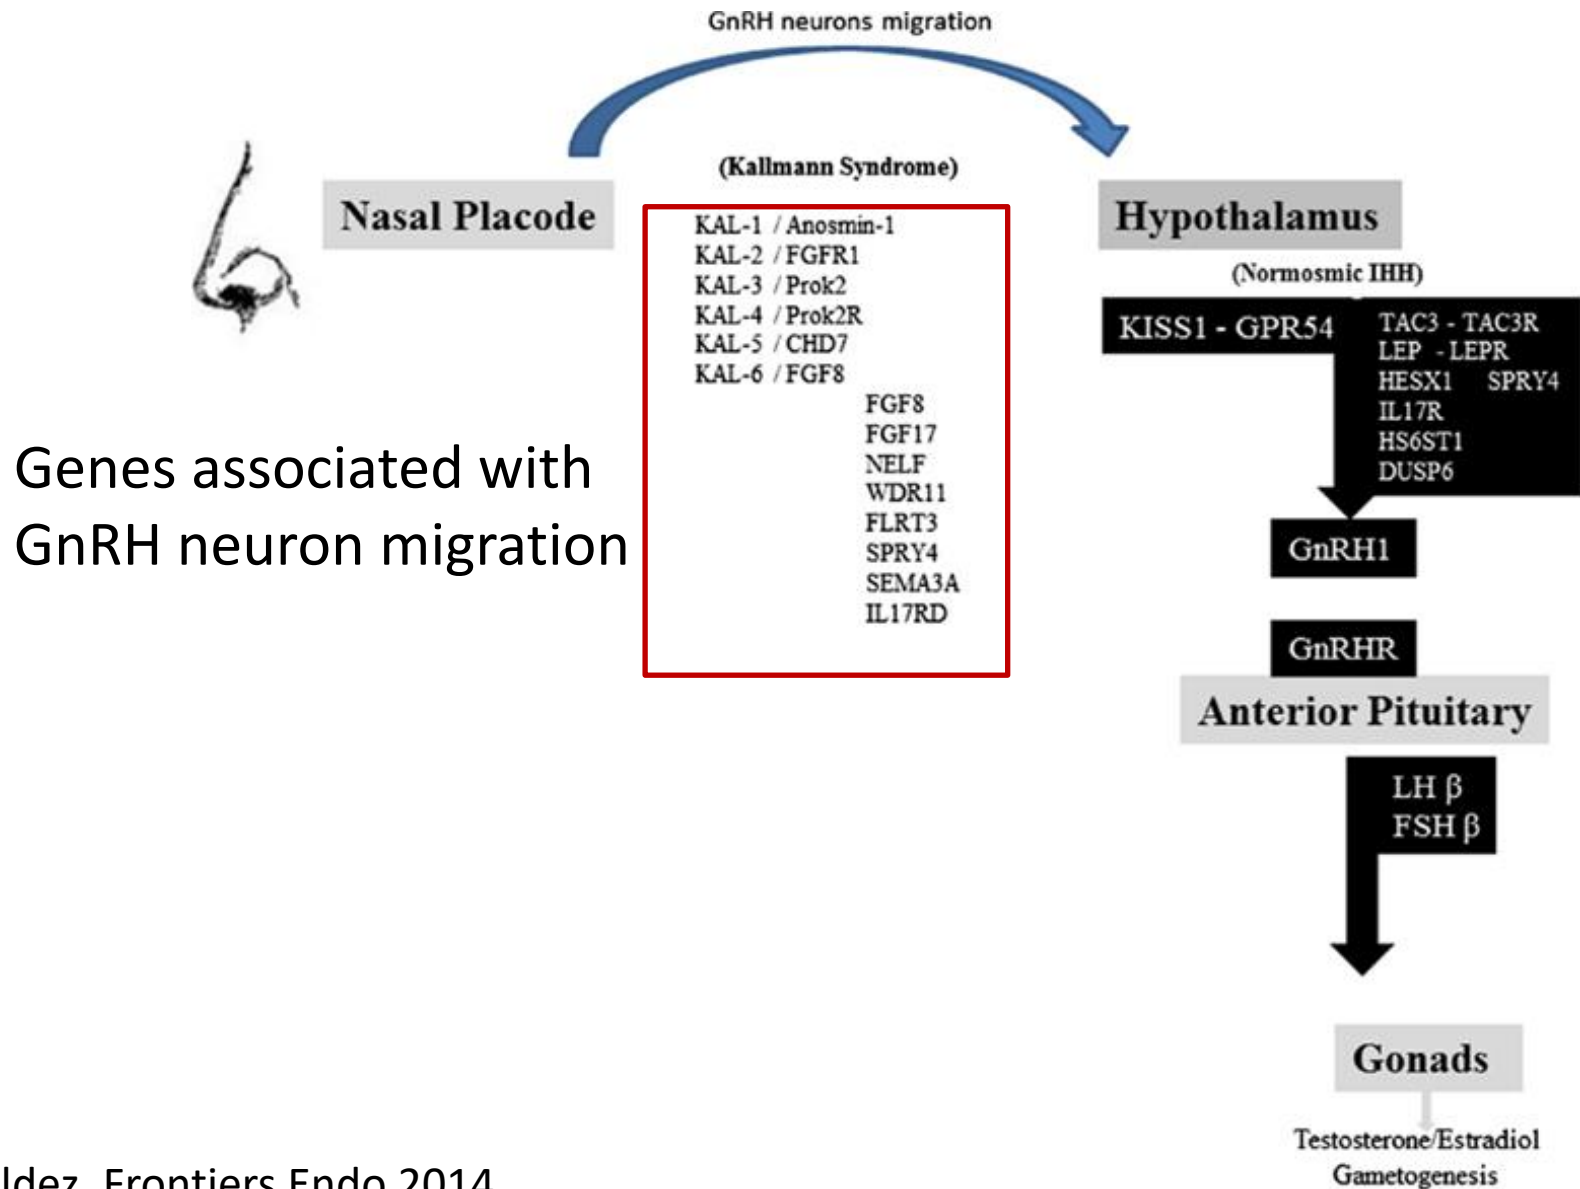 GnRH neurons migration
(Kallmann Syndrome)
Nasal Placode
KAL-1 / Anosmin-1
KAL-2 / FGFR1
KAL-3 / Prok2
KAL-4 / Prok2R
KAL-5 / CHD7
KAL-6 / FGF8
FGF8
FGF17
NELF
WDR11
FLRT3
SPRY4
SEMA3A
IL17RD
Genes associated with
GnRH neuron migration
Hypothalamus
(Normosmic IHH)
KISS1 - GPR54
TAC3 - TAC3R
LEP - LEPR
HESX1 SPRY4
IL17R
HS6ST1
DUSP6
GnRH1
GnRHR
Anterior Pituitary
LH β
FSH β
Gonads
Testosterone/Estradiol
Gametogenesis
Frontiers Endo 2014